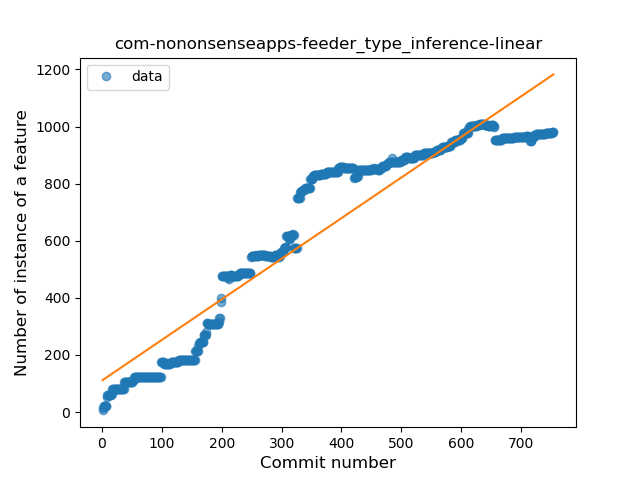 com-nononsenseapps-feeder_type_inference-linear
data
Number of instance of a feature
1200
1000
800
600
400
200
0
0 100 200 300 400 500 600 700
Commit number